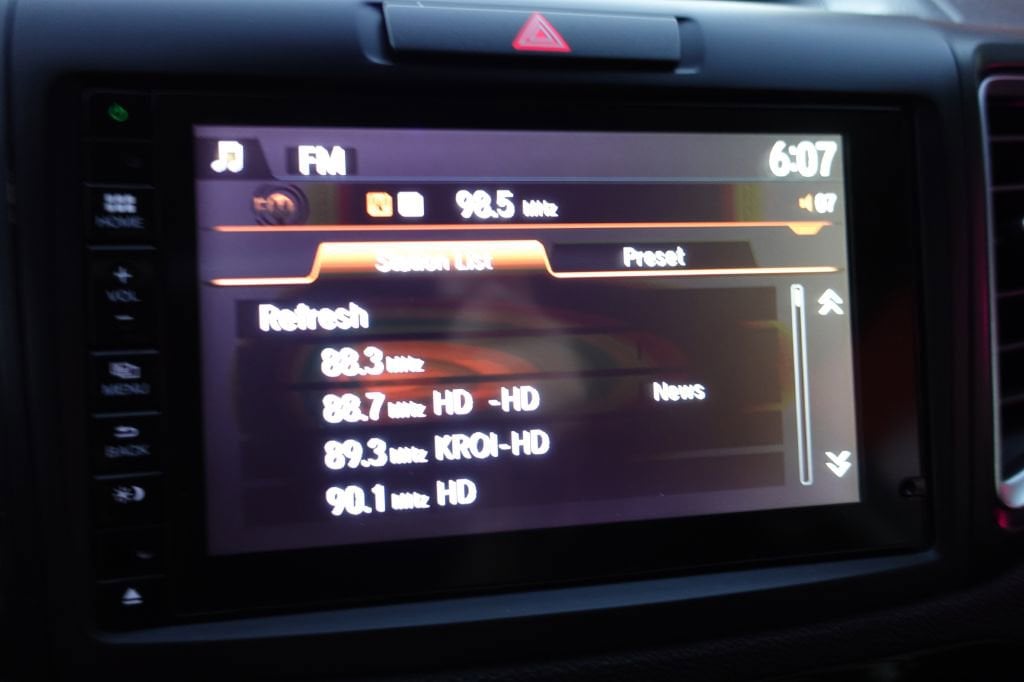 FM 6:07
98.5 MHz 07
Station List Preset
Refresh
88.3 MHz
88.7 MHz HD -HD News
89.3 MHz KROI-HD
90.1 MHz HD
HOME
+
VOL
-
MENU
BACK